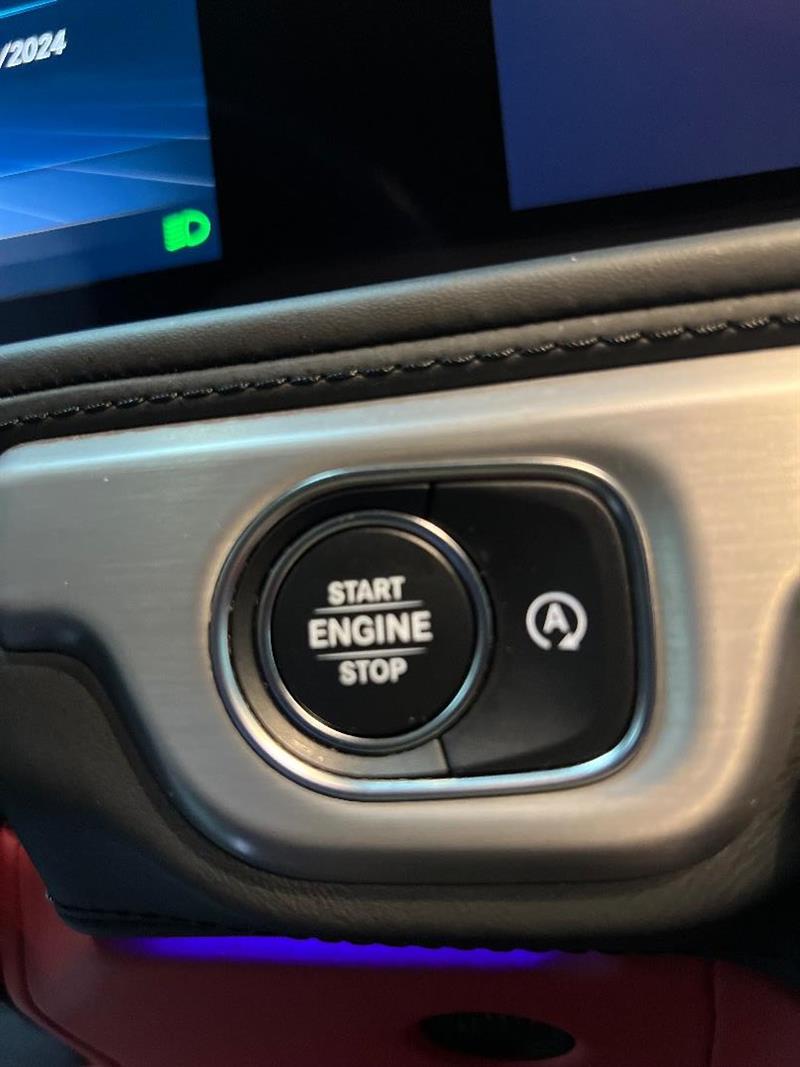 /2024
START
ENGINE
STOP
A